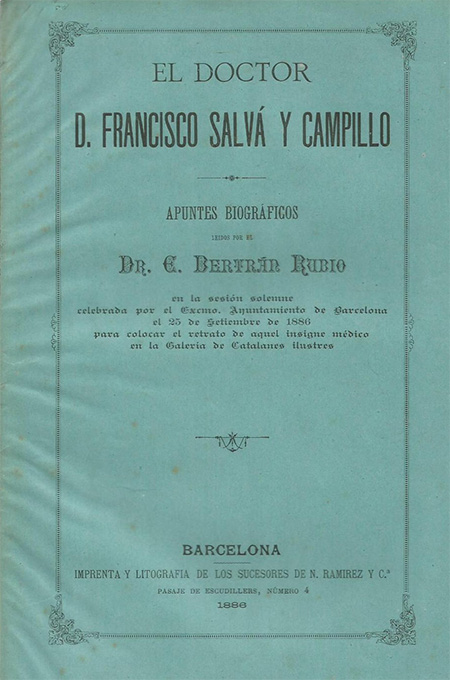 EL DOCTOR
D. FRANCISCO SALVÁ Y CAMPILLO
APUNTES BIOGRÁFICOS
LEIDOS POR EL
DR. E. BERTRÁN RUBIO
en la sesión solemne
celebrada por el Excmo. Ayuntamiento de Barcelona
el 25 de Setiembre de 1886
para colocar el retrato de aquel insigne médico
en la Galería de Catalanes ilustres
BARCELONA
IMPRENTA Y LITOGRAFIA DE LOS SUCESORES DE N. RAMIREZ Y C.ª
PASAJE DE ESCUDILLERS, NÚMERO 4
1886